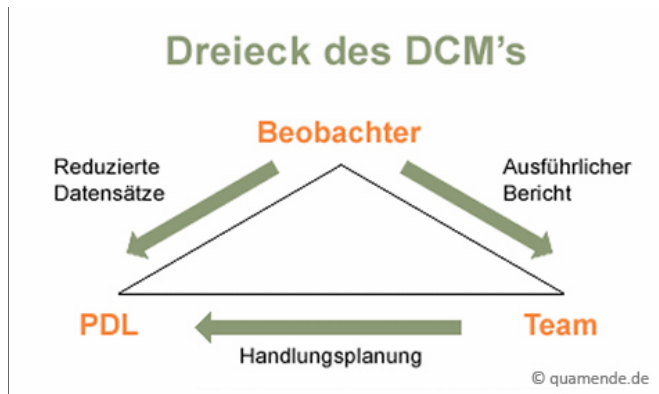 Dreieck des DCM's
Beobachter
Reduzierte
Datensätze
Ausführlicher
Bericht
PDL
Team
Handlungsplanung
© quamende.de